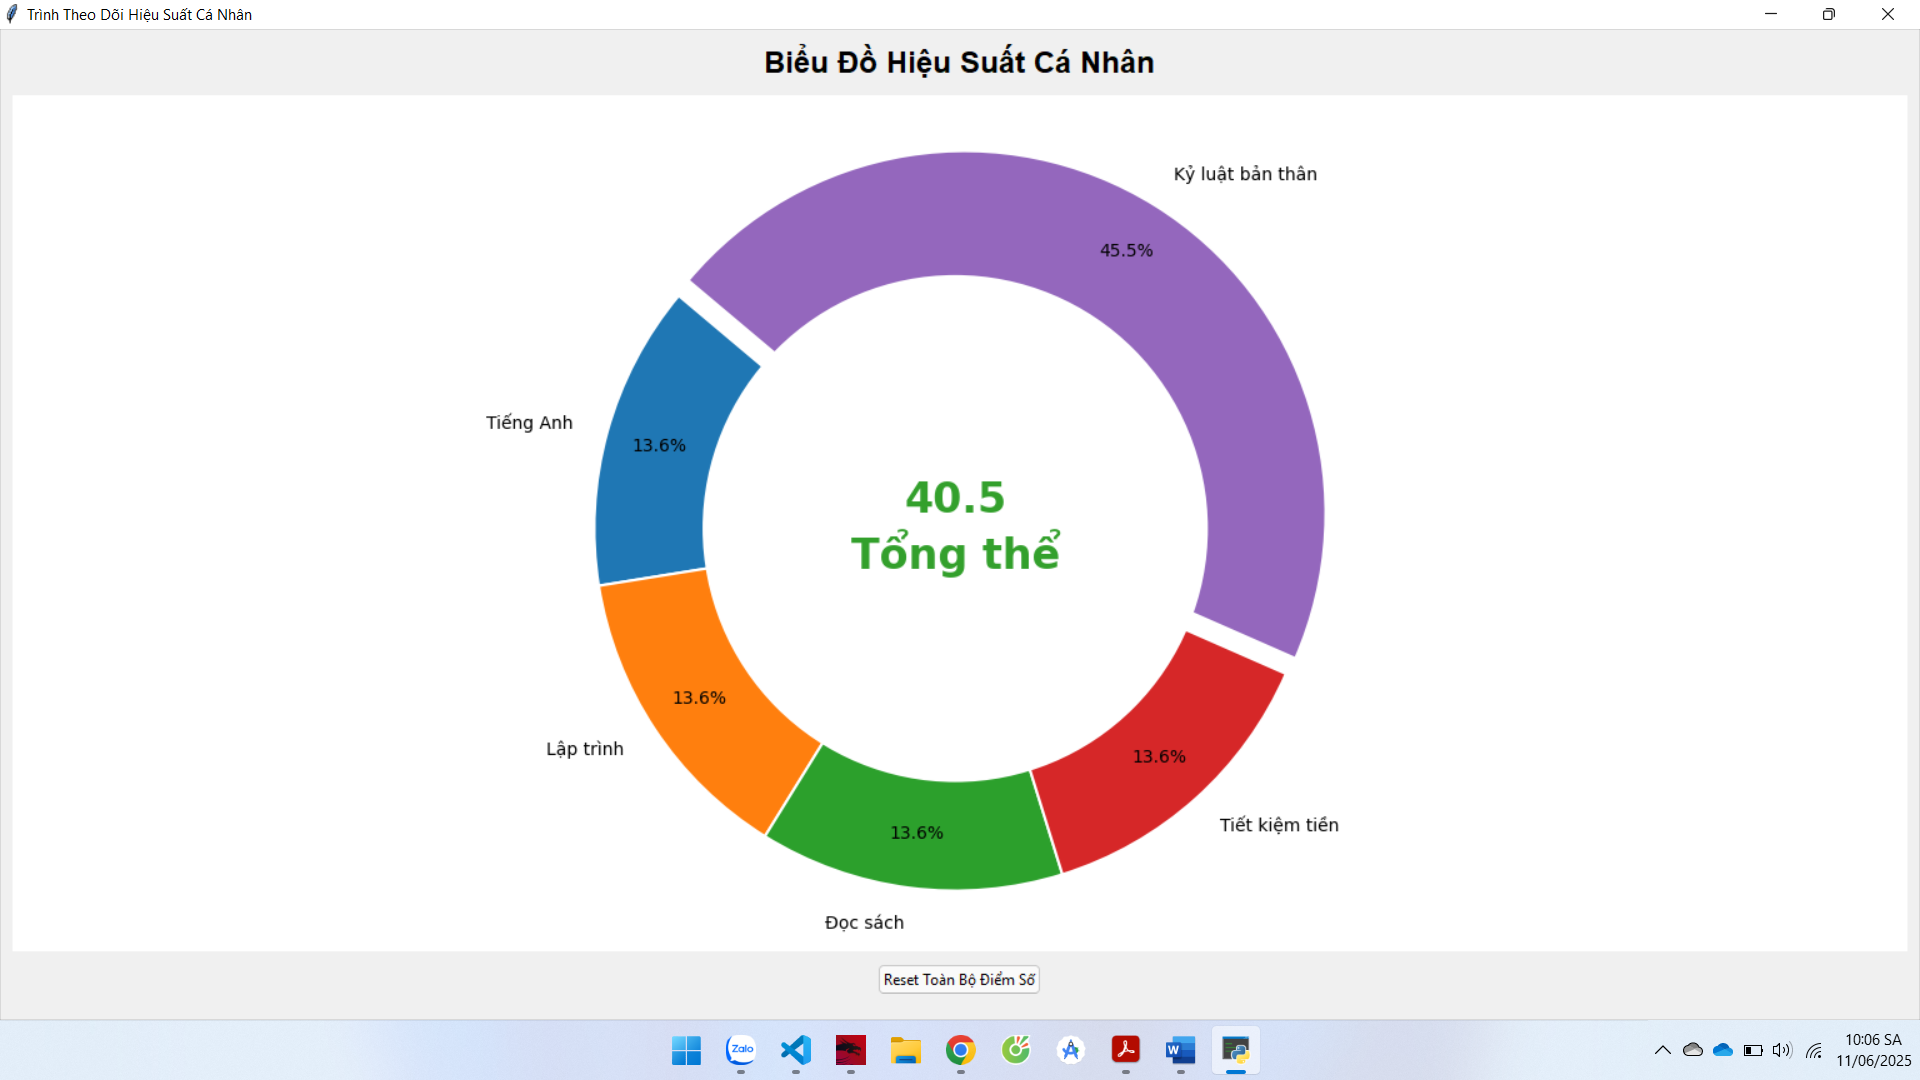 Trình Theo Dõi Hiệu Suất Cá Nhân
Biểu Đồ Hiệu Suất Cá Nhân
Kỷ luật bản thân
45.5%
Tiếng Anh
13.6%
40.5
Tổng thể
13.6%
Lập trình
13.6%
Tiết kiệm tiền
13.6%
Đọc sách
Reset Toàn Bộ Điểm Số
Zalo
W
10:06 SA
11/06/2025